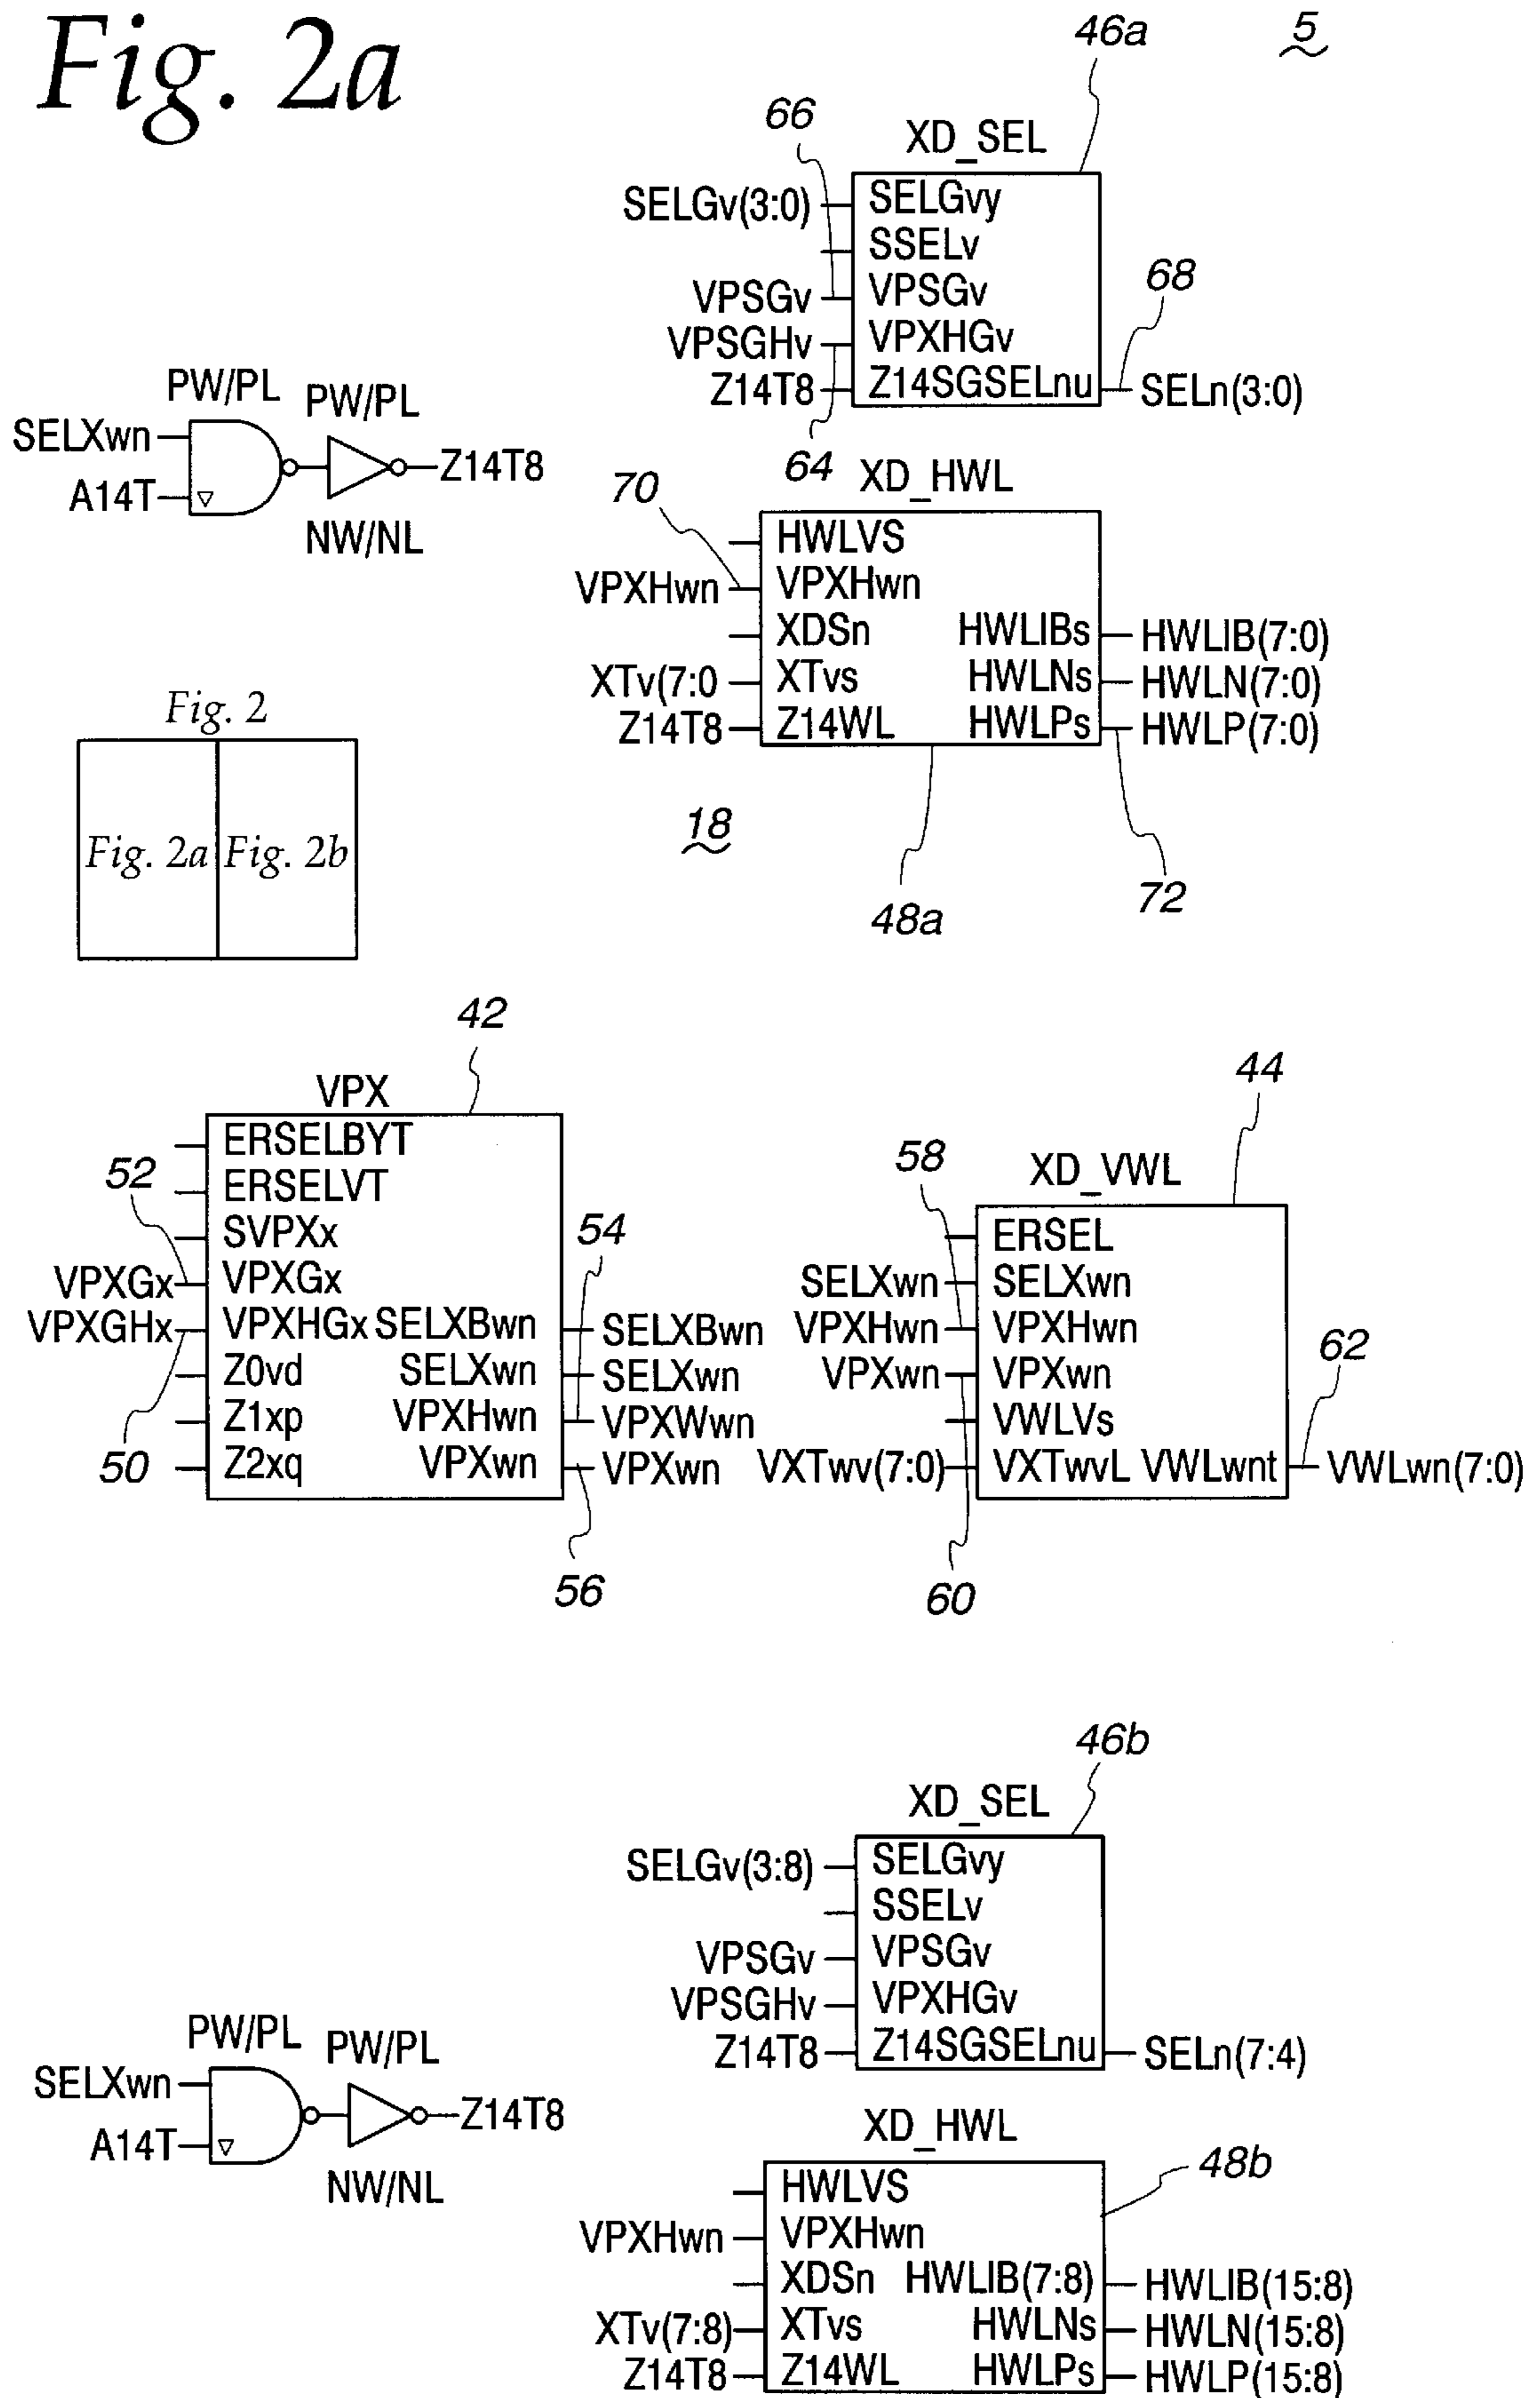 Fig. 2a
5
46a
66
XD_SEL
SELGv(3:0) SELGvy
SSELv
VPSGv VPSGv
VPSGHv VPXHGv
Z14T8 Z14SGSELnu SELn(3:0)
68
64
PW/PL PW/PL
SELXwn
A14T
Z14T8
NW/NL
70
XD_HWL
HWLVS
VPXHwn VPXHwn
XDSn HWLIBs HWLIB(7:0)
XTv(7:0 XTvs HWLNs HWLN(7:0)
Z14T8 Z14WL HWLPs HWLP(7:0)
18
48a
72
Fig. 2
Fig. 2a Fig. 2b
42
VPX
ERSELBYT
52
ERSELVT
SVPXx
54
VPXGx VPXGx
VPXGHx VPXHGx SELXBwn SELXBwn
Z0vd SELXwn SELXwn
Z1xp VPXHwn VPXWwn
50
Z2xq VPXwn VPXwn
56
44
58
XD_VWL
ERSEL
SELXwn SELXwn
VPXHwn VPXHwn
VPXwn VPXwn
62
VWLVs
VXTwv(7:0) VXTwvL VWLwnt VWLwn(7:0)
60
46b
XD_SEL
SELGv(3:8) SELGvy
SSELv
VPSGv VPSGv
VPSGHv VPXHGv
Z14T8 Z14SGSELnu SELn(7:4)
PW/PL PW/PL
SELXwn
A14T
Z14T8
NW/NL
XD_HWL
48b
HWLVS
VPXHwn VPXHwn
XDSn HWLIB(7:8) HWLIB(15:8)
XTv(7:8) XTvs HWLNs HWLN(15:8)
Z14T8 Z14WL HWLPs HWLP(15:8)